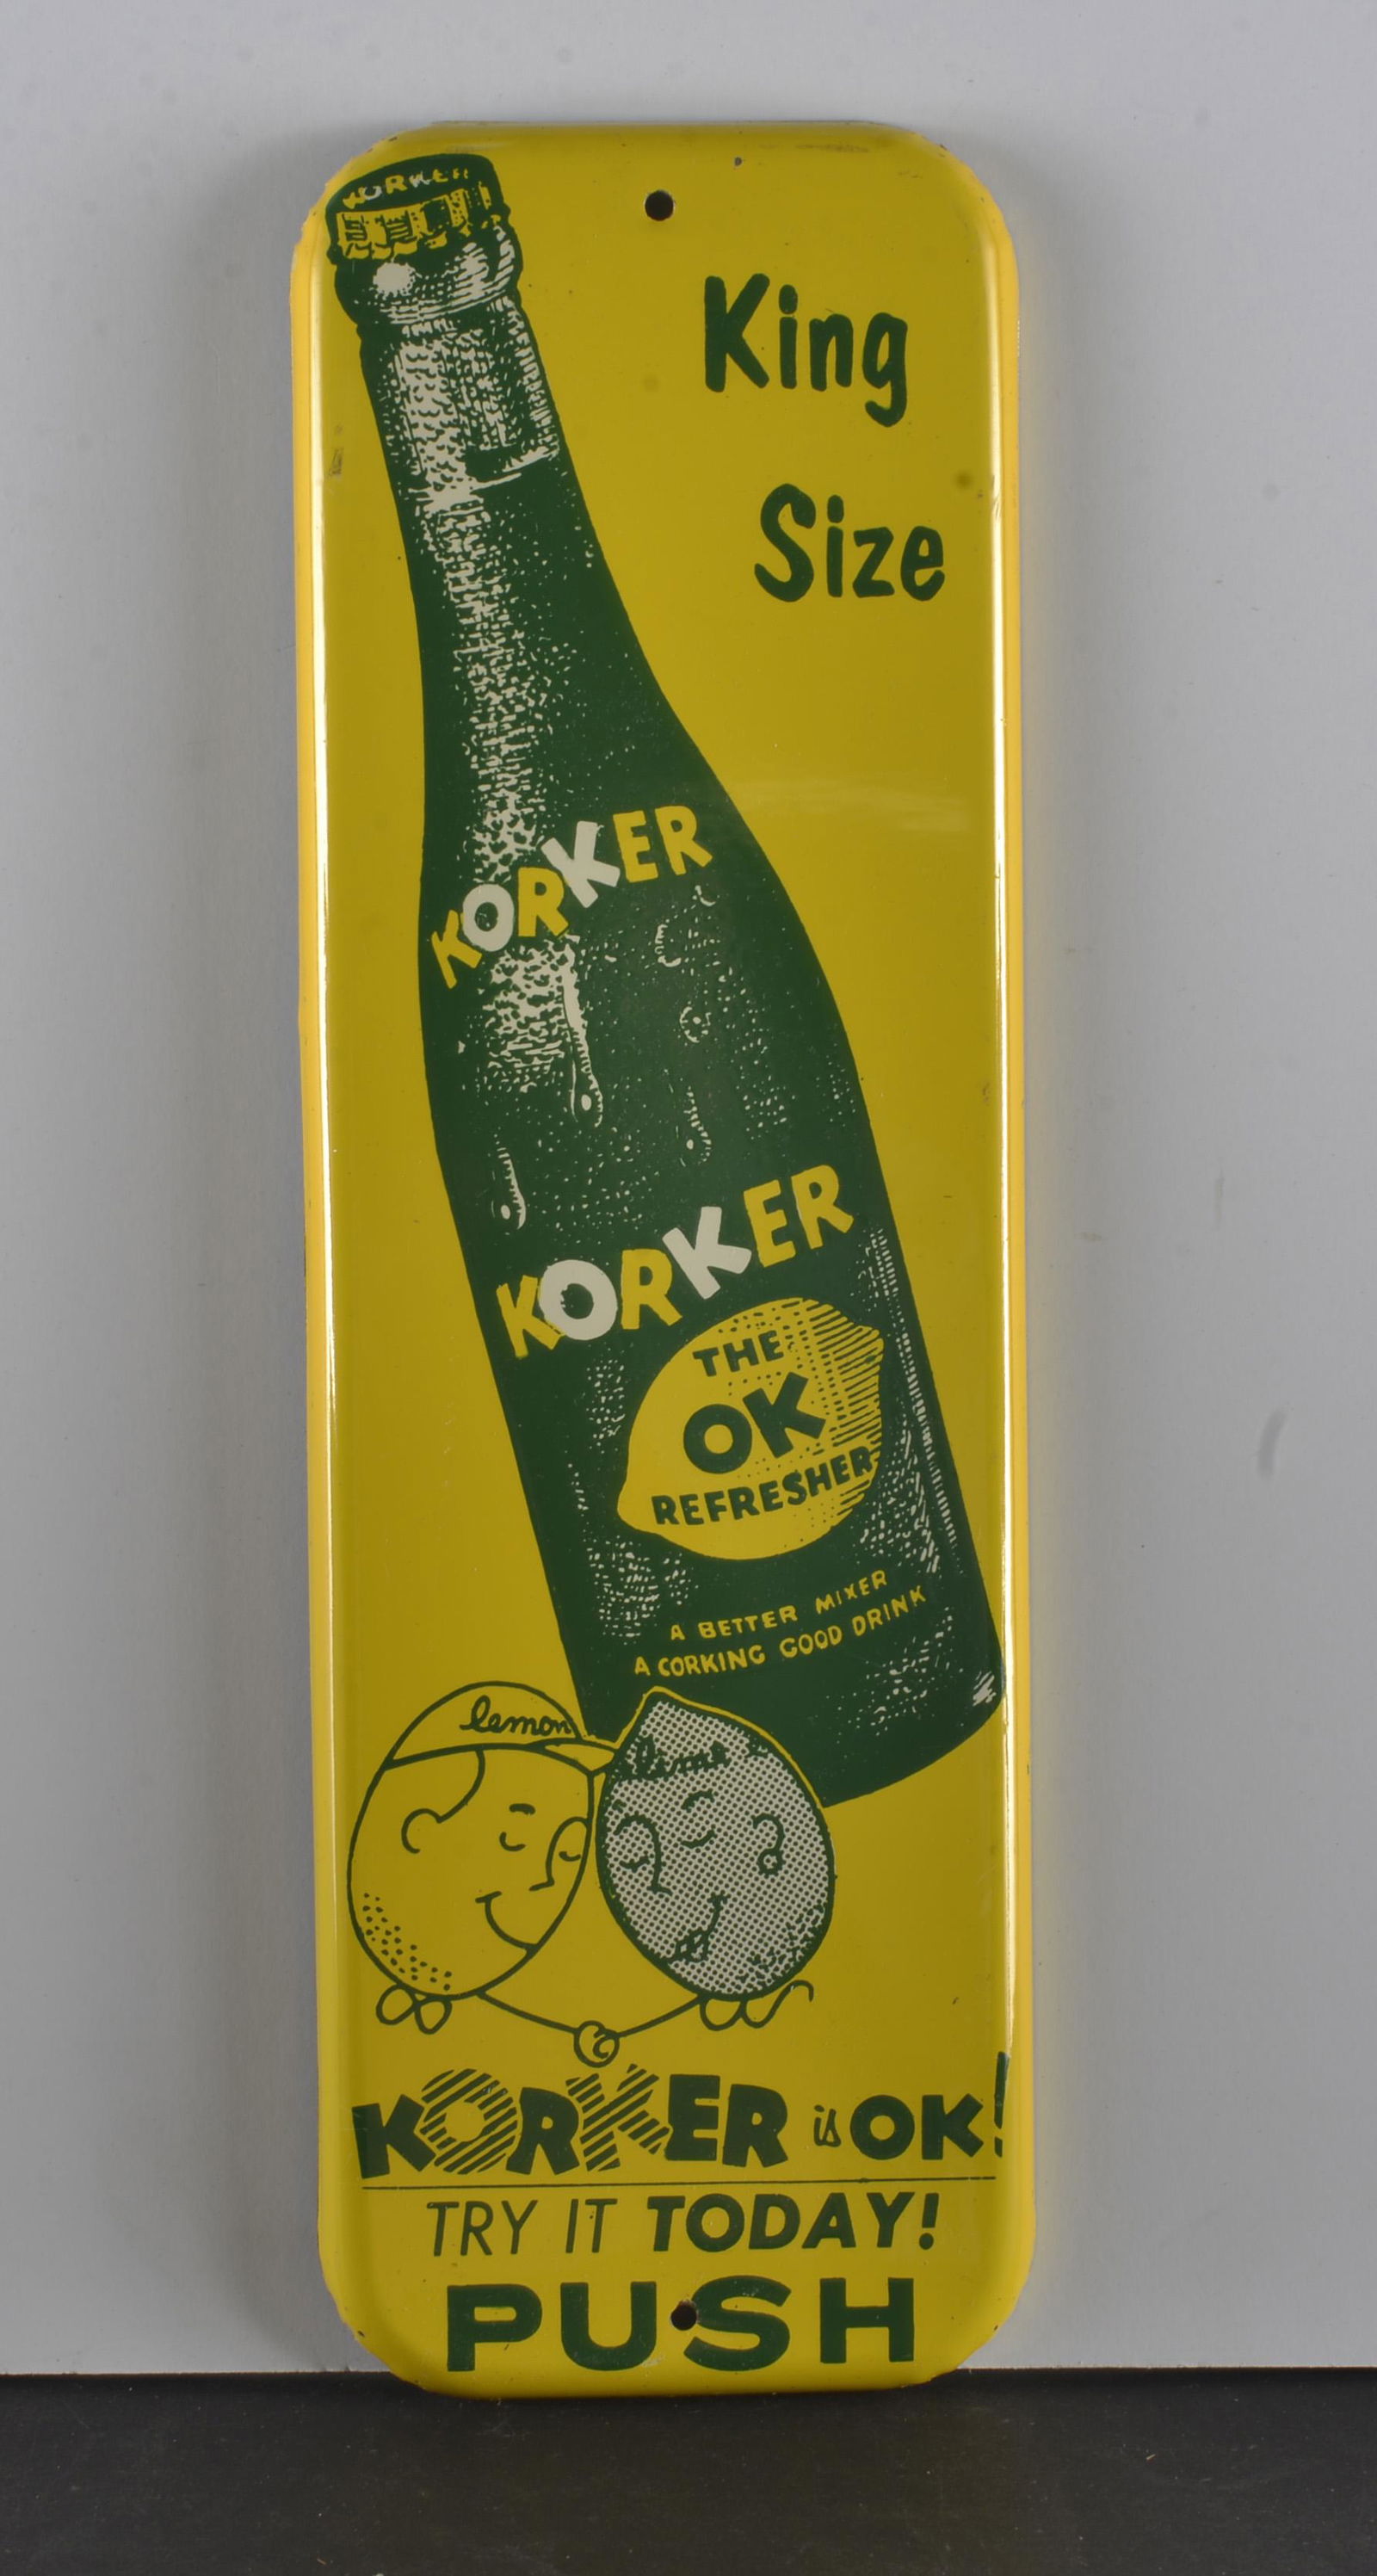 KORKER
King
Size
KORKER
KORKER
THE
OK
REFRESHER
A BETTER MIXER
A CORKING GOOD DRINK
lemon
lime
KORKER is OK!
TRY IT TODAY!
PUSH